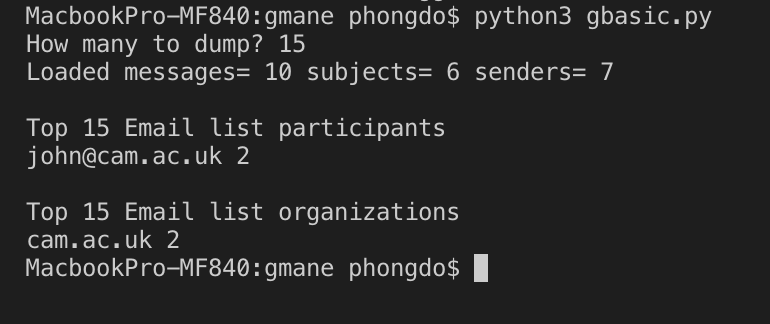 MacbookPro-MF840:gmane phongdo$ python3 gbasic.py
How many to dump? 15
Loaded messages= 10 subjects= 6 senders= 7
Top 15 Email list participants
john@cam.ac.uk 2
Top 15 Email list organizations
cam.ac.uk 2
MacbookPro-MF840:gmane phongdo$